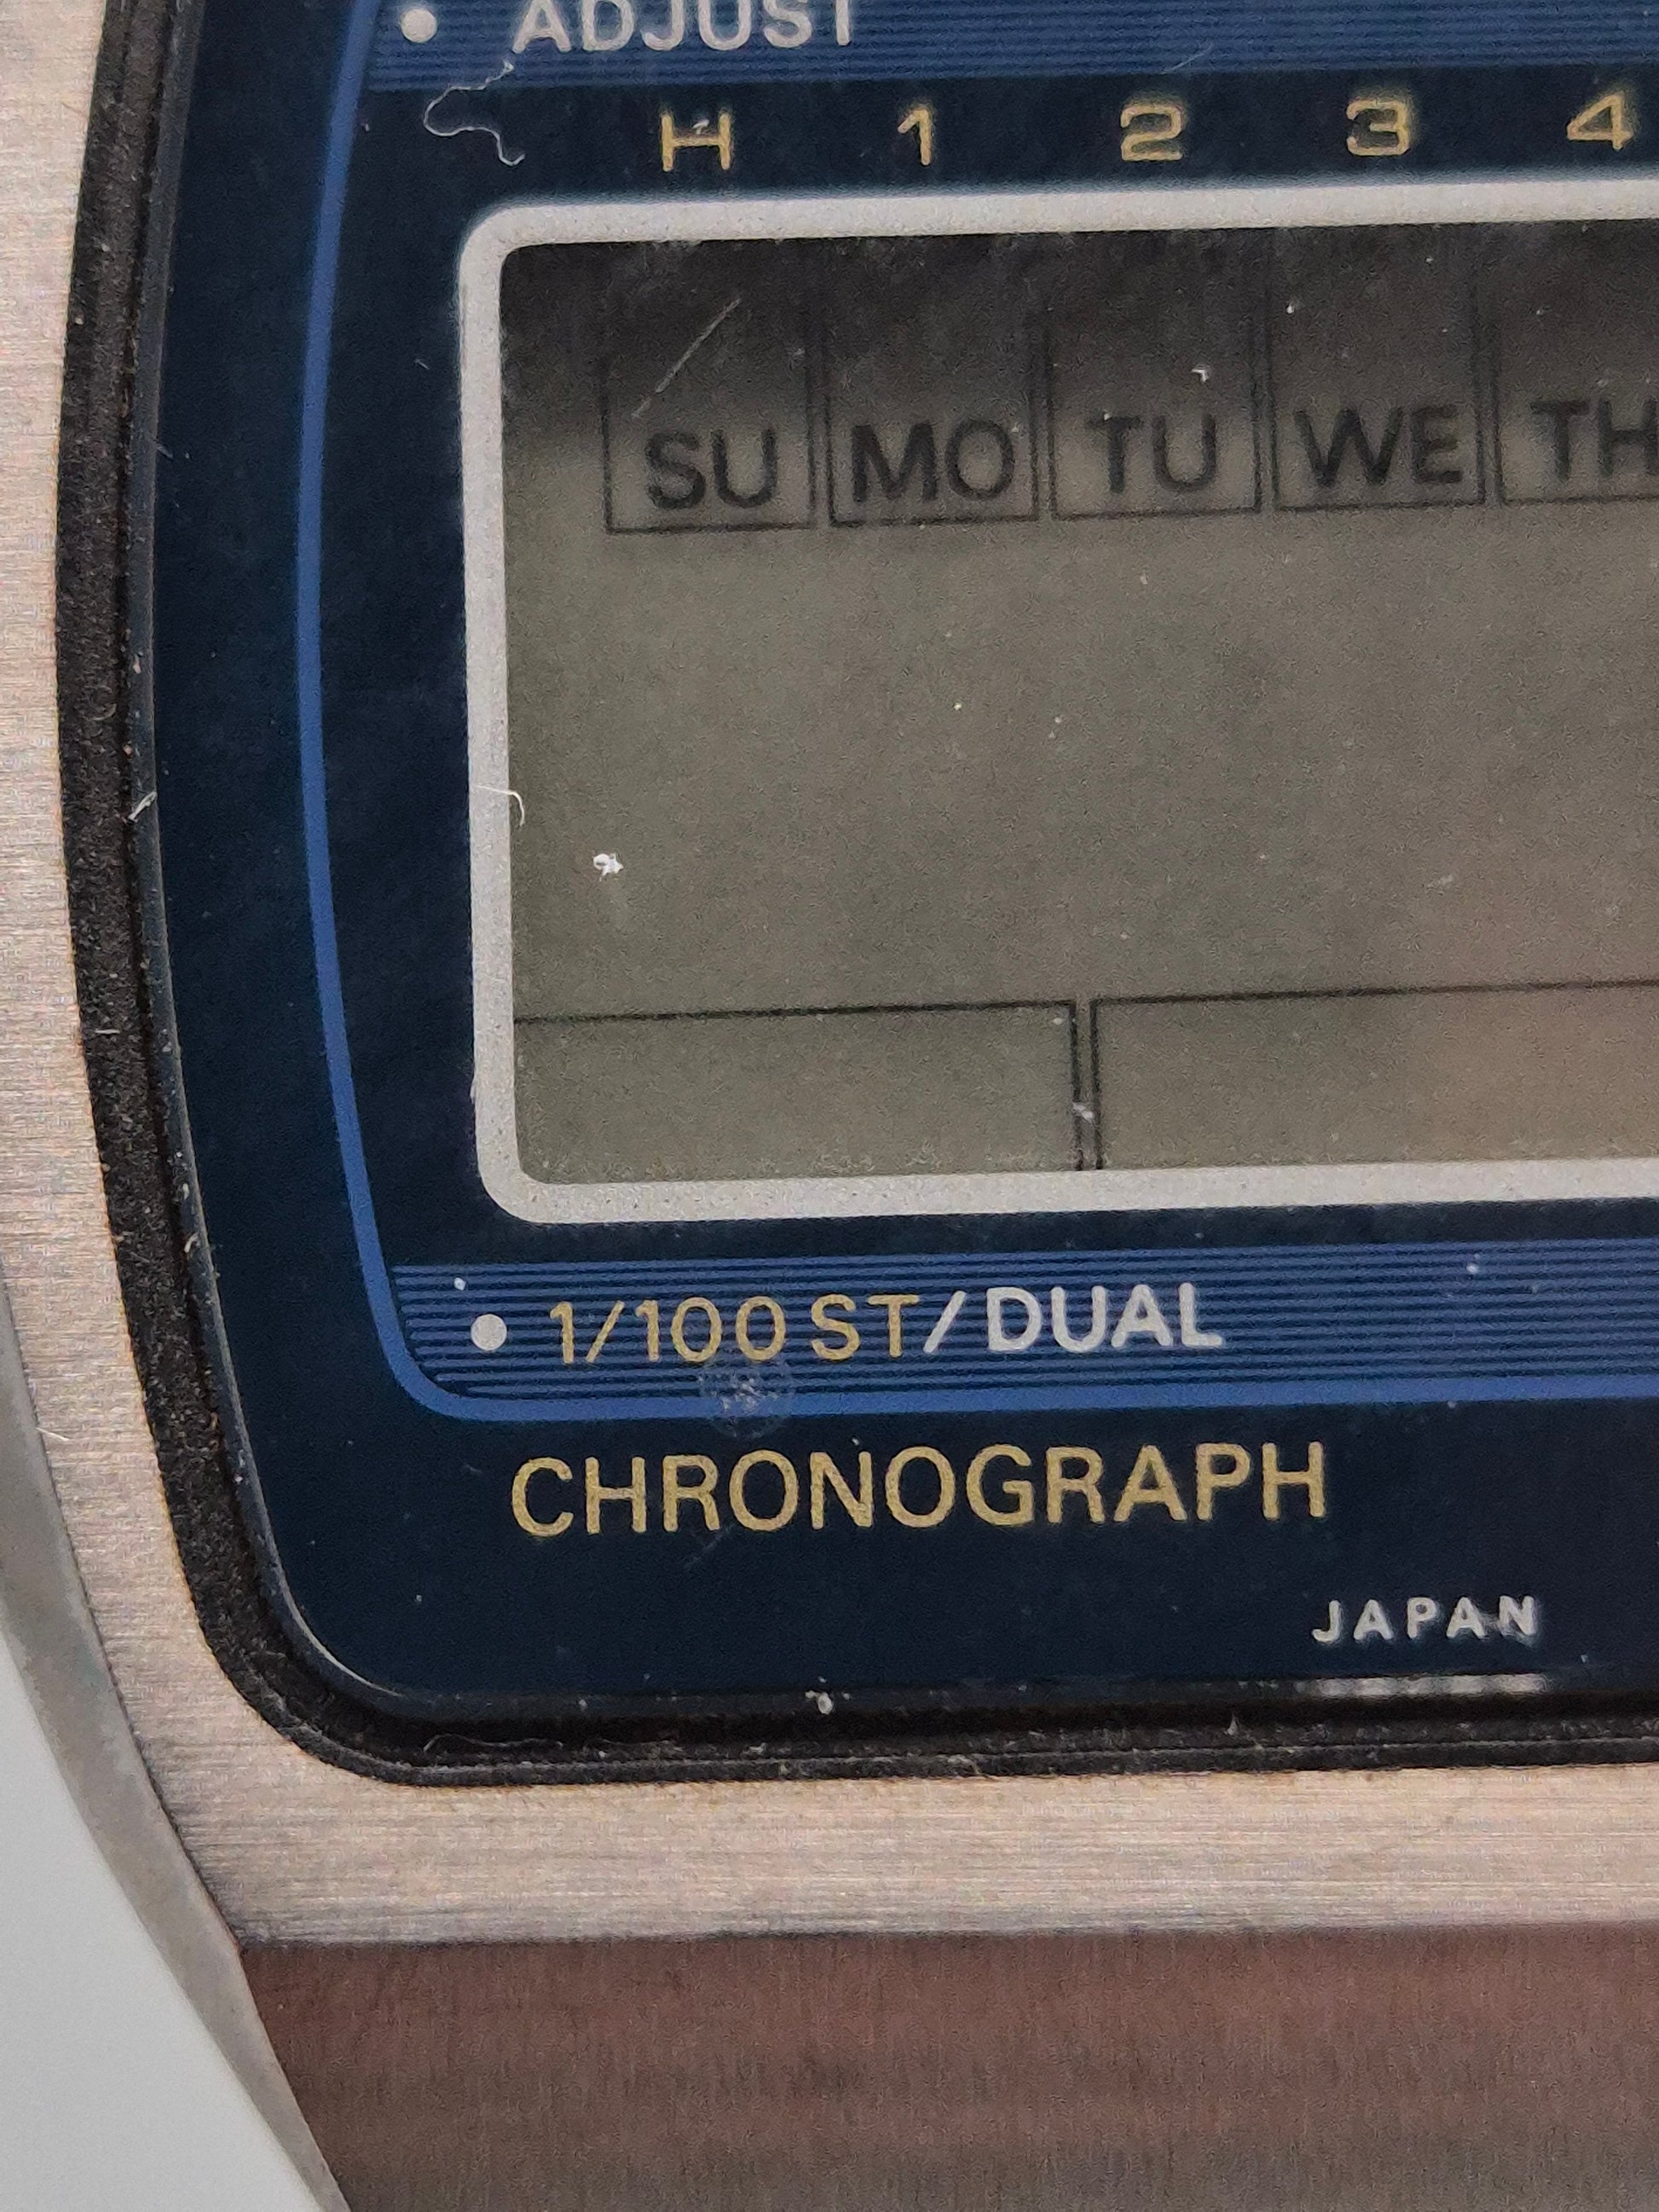 • ADJUST
H 1 2 3 4
SU MO TU WE TH
• 1/100 ST/DUAL
CHRONOGRAPH
JAPAN